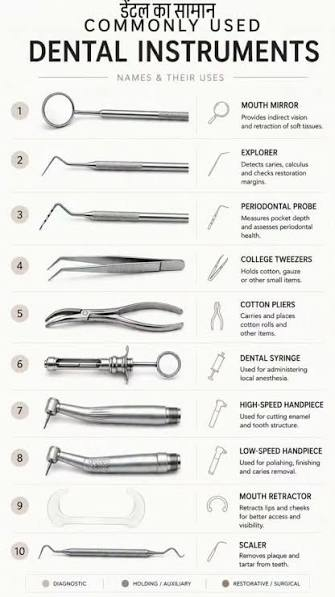 डेंटल का सामान
COMMONLY USED
DENTAL INSTRUMENTS
NAMES & THEIR USES
1
MOUTH MIRROR
Provides indirect vision
and retraction of soft tissues.
2
EXPLORER
Detects caries, calculus
and checks restoration
margins.
3
PERIODONTAL PROBE
Measures pocket depth
and assesses periodontal
health.
4
COLLEGE TWEEZERS
Holds cotton, gauze
or other small items.
5
COTTON PLIERS
Carries and places
cotton rolls and
other items.
6
DENTAL SYRINGE
Used for administering
local anesthesia.
7
HIGH-SPEED HANDPIECE
Used for cutting enamel
and tooth structure.
8
LOW-SPEED HANDPIECE
Used for polishing, finishing
and caries removal.
9
MOUTH RETRACTOR
Retracts lips and cheeks
for better access and
visibility.
10
SCALER
Removes plaque and
tartar from teeth.
DIAGNOSTIC
HOLDING / AUXILIARY
RESTORATIVE / SURGICAL